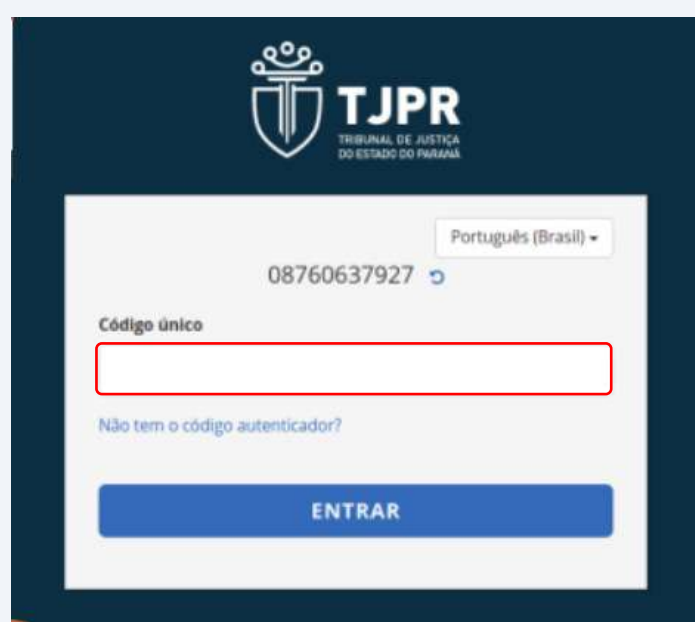 TJPR
TRIBUNAL DE JUSTIÇA
DO ESTADO DO PARANÁ
Português (Brasil)
08760637927
Código único
Não tem o código autenticador?
ENTRAR